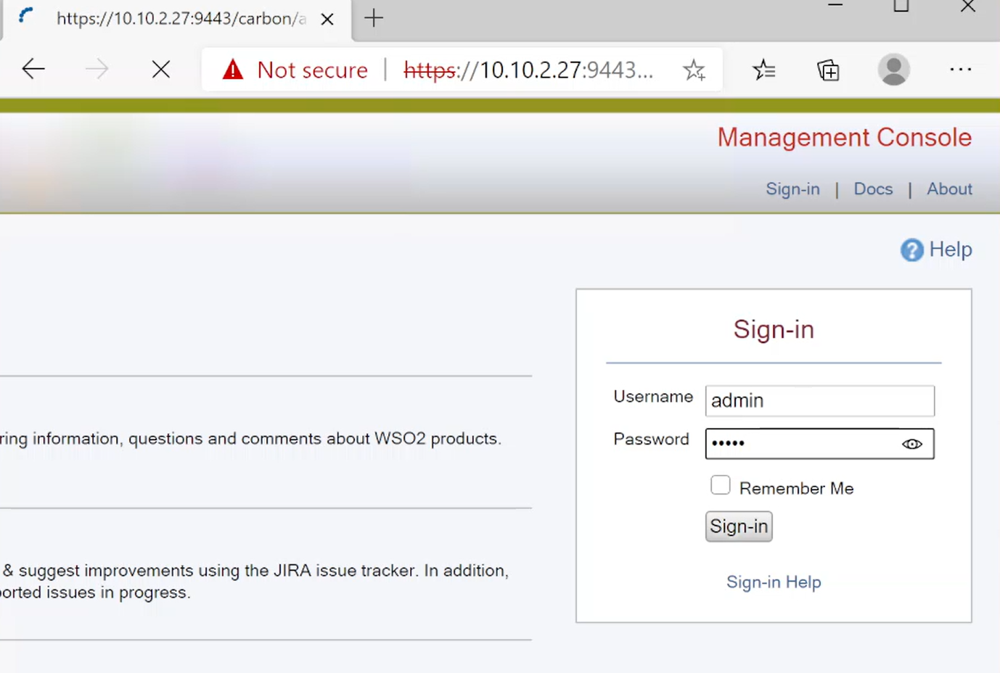 https://10.10.2.27:9443/carbon/a
Not secure | https://10.10.2.27:9443...
Management Console
Sign-in | Docs | About
Help
Sign-in
Username admin
ring information, questions and comments about WSO2 products.
Password •••••
Remember Me
Sign-in
& suggest improvements using the JIRA issue tracker. In addition,
orted issues in progress.
Sign-in Help